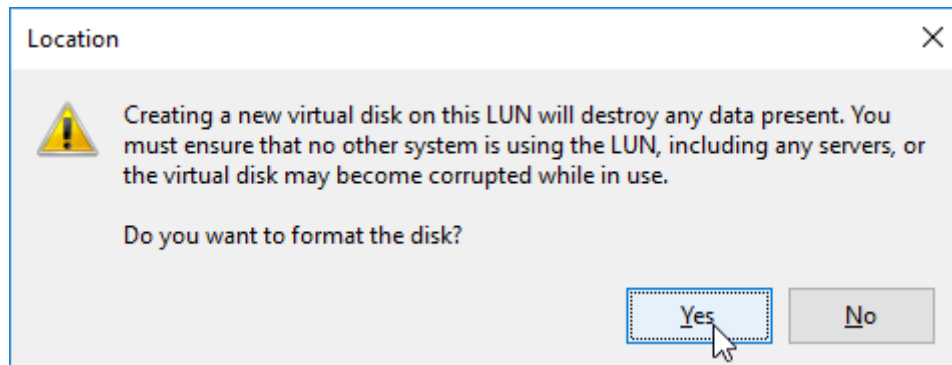 Location
Creating a new virtual disk on this LUN will destroy any data present. You
must ensure that no other system is using the LUN, including any servers, or
the virtual disk may become corrupted while in use.
Do you want to format the disk?
Yes
No